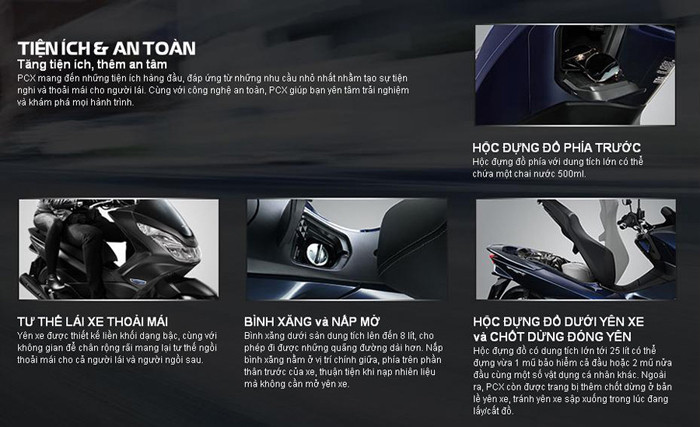 TIỆN ÍCH & AN TOÀN
Tăng tiện ích, thêm an tâm
PCX mang đến những tiện ích hàng đầu, đáp ứng từ những nhu cầu nhỏ nhất nhằm tạo sự tiện
nghi và thoải mái cho người lái. Cùng với công nghệ an toàn, PCX giúp bạn yên tâm trải nghiệm
và khám phá mọi hành trình.
HỘC ĐỰNG ĐỒ PHÍA TRƯỚC
Hộc đựng đồ phía với dung tích lớn có thể
chứa một chai nước 500ml.
TƯ THẾ LÁI XE THOẢI MÁI
Yên xe được thiết kế liền khối dạng bậc, cùng với
không gian để chân rộng rãi mang lại tư thế ngồi
thoải mái cho cả người lái và người ngồi sau.
BÌNH XĂNG và NẮP MỞ
Bình xăng dưới sàn dung tích lên đến 8 lít, cho
phép đi được những quãng đường dài hơn. Nắp
bình xăng nằm ở vị trí chính giữa, phía trên phần
thân trước của xe, thuận tiện khi nạp nhiên liệu
mà không cần mở yên xe.
HỘC ĐỰNG ĐỒ DƯỚI YÊN XE
và CHỐT DỪNG ĐÓNG YÊN
Hộc đựng đồ có dung tích lớn tới 25 lít có thể
đựng vừa 1 mũ bảo hiểm cả đầu hoặc 2 mũ nửa
đầu cùng một số vật dụng cá nhân khác. Ngoài
ra, PCX còn được trang bị thêm chốt dừng ở bản
lề yên xe, tránh yên xe sập xuống trong lúc đang
lấy/cất đồ.